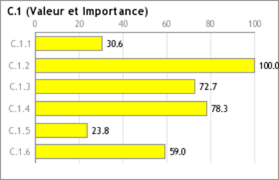 C.1 (Valeur et Importance)
0 20 40 60 80 100
C.1.1 30.6
C.1.2 100.0
C.1.3 72.7
C.1.4 78.3
C.1.5 23.8
C.1.6 59.0